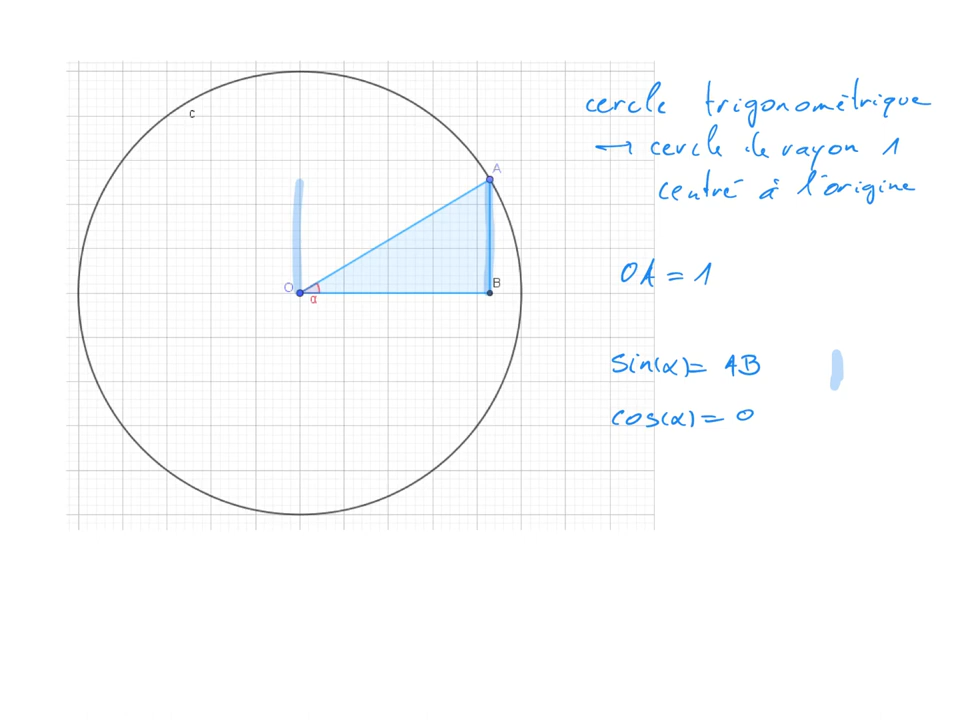 c
cercle trigonométrique
→ cercle de rayon 1
centré à l'origine
A
OA = 1
O
B
α
sin(α) = AB
cos(α) = O